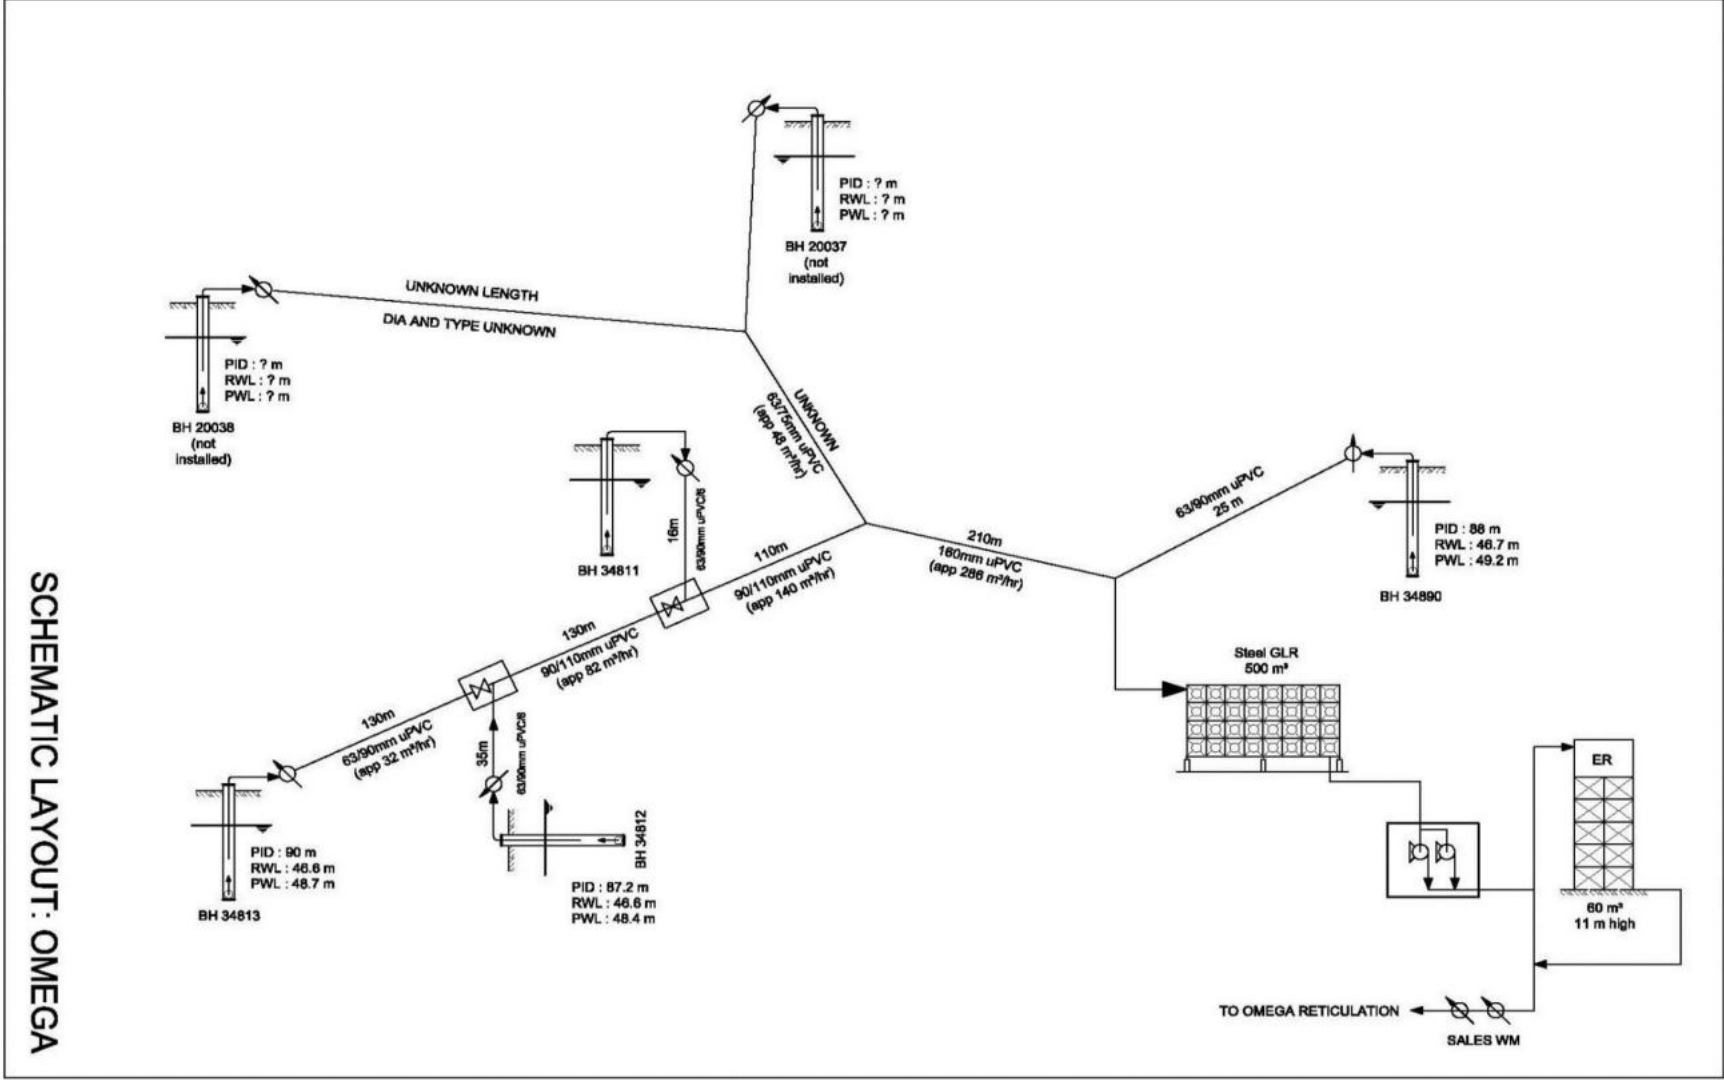 SCHEMATIC LAYOUT: OMEGA
PID : ? m
RWL : ? m
PWL : ? m
BH 20037
(not
installed)
UNKNOWN LENGTH
DIA AND TYPE UNKNOWN
PID : ? m
RWL : ? m
PWL : ? m
BH 20038
(not
installed)
UNKNOWN
63/75mm uPVC
(app 48 m³/hr)
BH 34811
16m
63/90mm uPVC/6
110m
90/110mm uPVC
(app 140 m³/hr)
210m
160mm uPVC
(app 286 m³/hr)
63/90mm uPVC
25 m
PID : 88 m
RWL : 46.7 m
PWL : 49.2 m
BH 34890
130m
90/110mm uPVC
(app 82 m³/hr)
130m
63/90mm uPVC
(app 32 m³/hr)
35m
63/90mm uPVC/6
PID : 90 m
RWL : 46.6 m
PWL : 48.7 m
BH 34813
BH 34812
PID : 87.2 m
RWL : 46.6 m
PWL : 48.4 m
Steel GLR
500 m³
ER
60 m³
11 m high
TO OMEGA RETICULATION
SALES WM